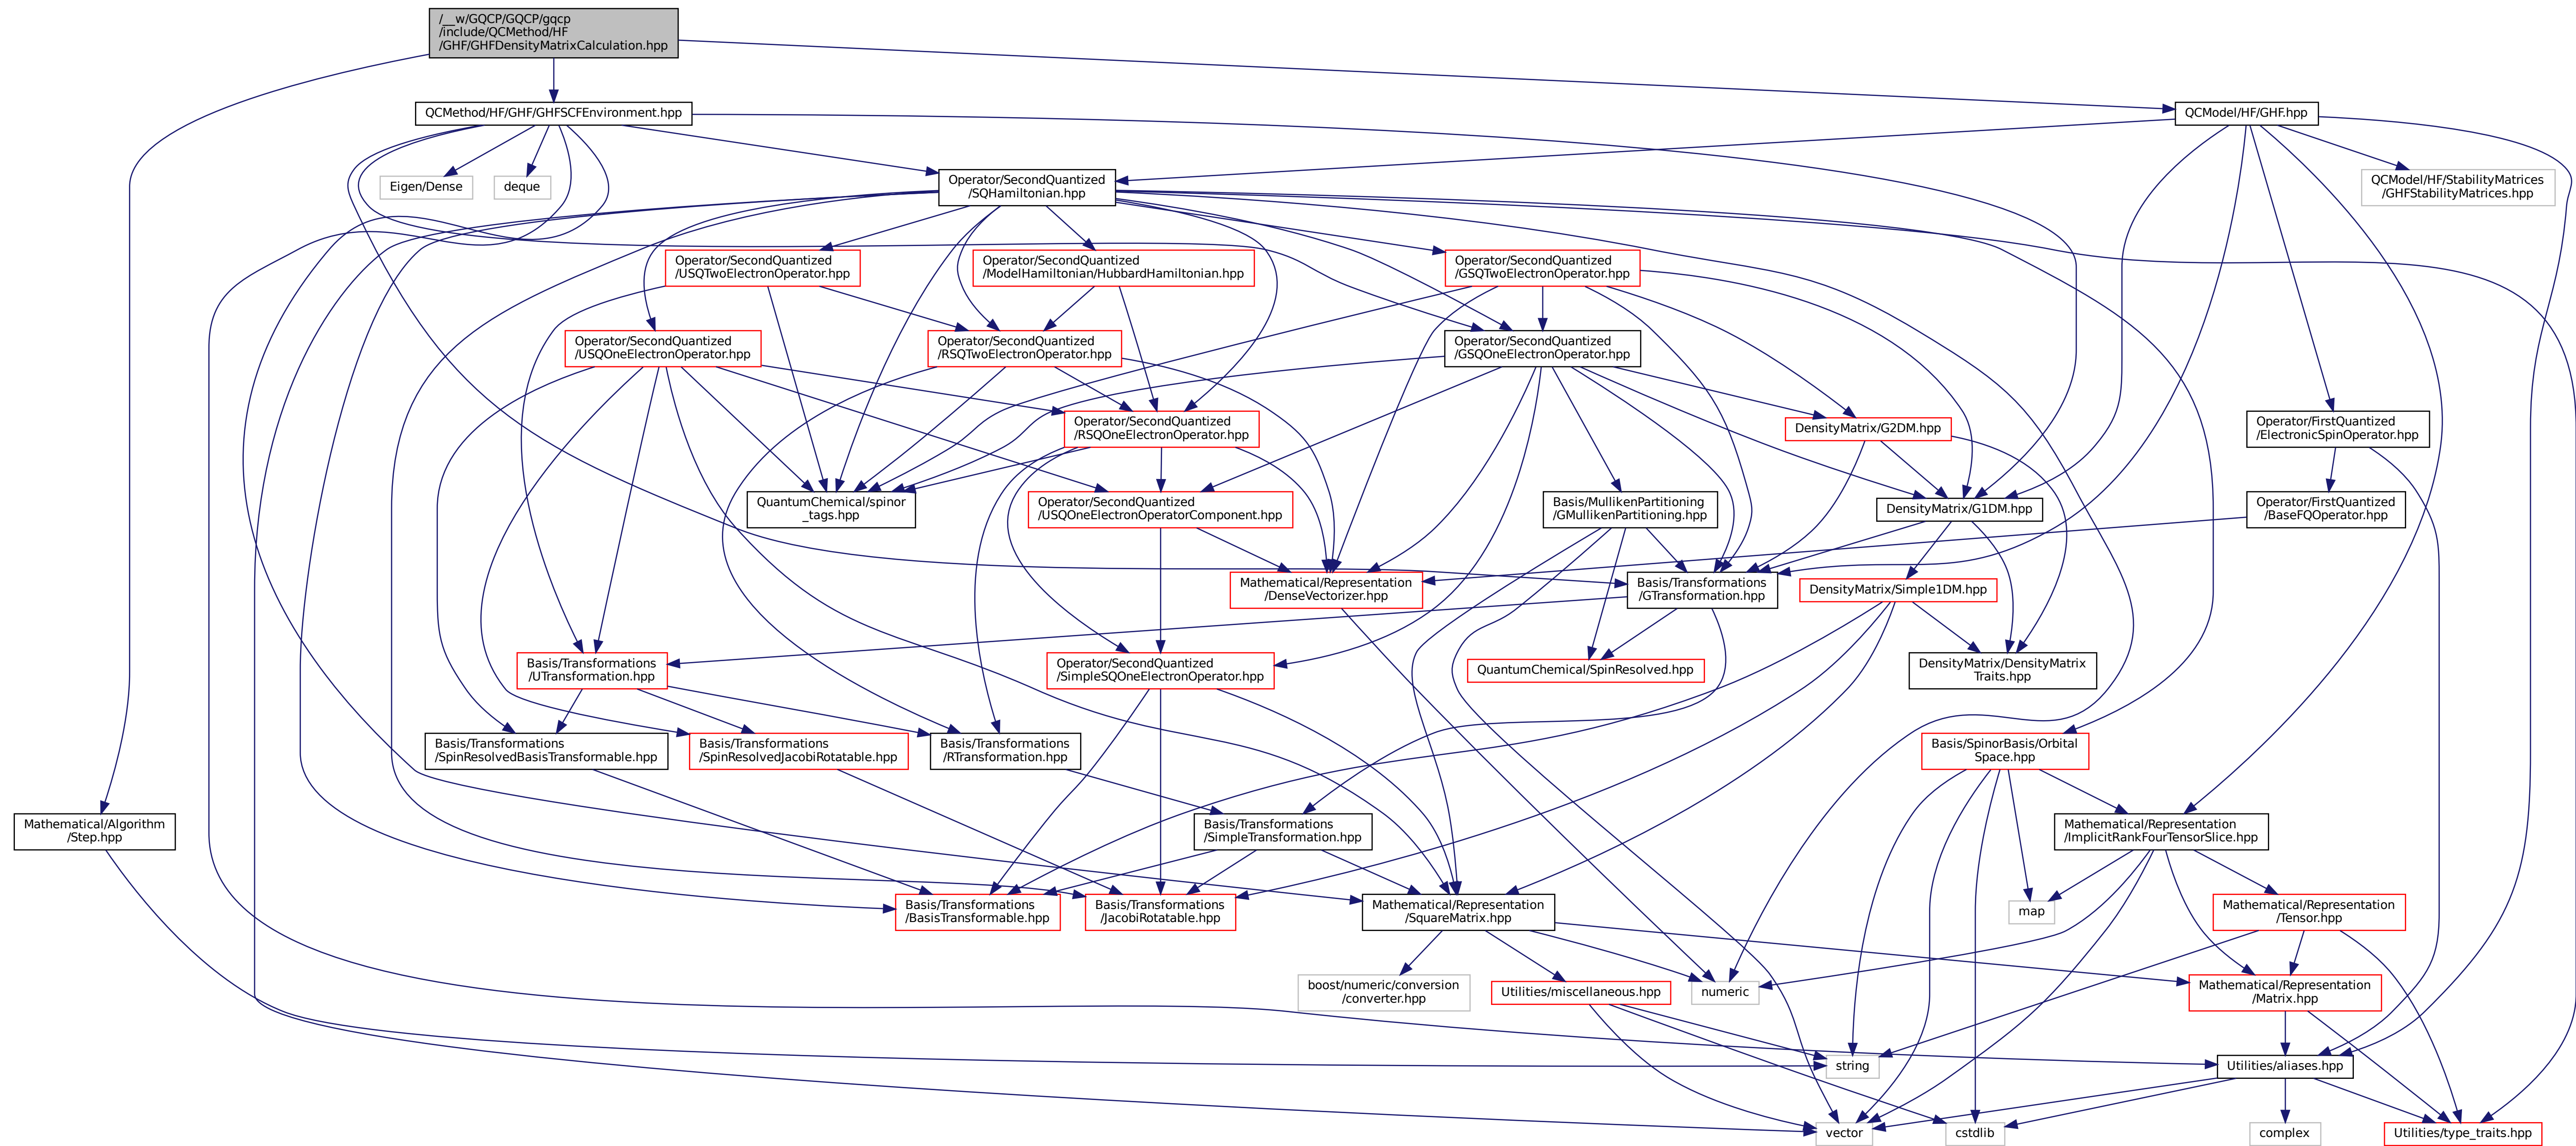 /__w/GQCP/GQCP/gqcp
/include/QCMethod/HF
/GHF/GHFDensityMatrixCalculation.hpp
QCMethod/HF/GHF/GHFSCFEnvironment.hpp
QCModel/HF/GHF.hpp
Eigen/Dense
deque
Operator/SecondQuantized
/SQHamiltonian.hpp
QCModel/HF/StabilityMatrices
/GHFStabilityMatrices.hpp
Operator/SecondQuantized
/USQTwoElectronOperator.hpp
Operator/SecondQuantized
/ModelHamiltonian/HubbardHamiltonian.hpp
Operator/SecondQuantized
/GSQTwoElectronOperator.hpp
Operator/SecondQuantized
/USQOneElectronOperator.hpp
Operator/SecondQuantized
/RSQTwoElectronOperator.hpp
Operator/SecondQuantized
/GSQOneElectronOperator.hpp
Operator/SecondQuantized
/RSQOneElectronOperator.hpp
DensityMatrix/G2DM.hpp
Operator/FirstQuantized
/ElectronicSpinOperator.hpp
QuantumChemical/spinor
_tags.hpp
Operator/SecondQuantized
/USQOneElectronOperatorComponent.hpp
Basis/MullikenPartitioning
/GMullikenPartitioning.hpp
DensityMatrix/G1DM.hpp
Operator/FirstQuantized
/BaseFQOperator.hpp
Mathematical/Representation
/DenseVectorizer.hpp
Basis/Transformations
/GTransformation.hpp
DensityMatrix/Simple1DM.hpp
Basis/Transformations
/UTransformation.hpp
Operator/SecondQuantized
/SimpleSQOneElectronOperator.hpp
QuantumChemical/SpinResolved.hpp
DensityMatrix/DensityMatrix
Traits.hpp
Basis/Transformations
/SpinResolvedBasisTransformable.hpp
Basis/Transformations
/SpinResolvedJacobiRotatable.hpp
Basis/Transformations
/RTransformation.hpp
Basis/SpinorBasis/Orbital
Space.hpp
Mathematical/Algorithm
/Step.hpp
Basis/Transformations
/SimpleTransformation.hpp
Mathematical/Representation
/ImplicitRankFourTensorSlice.hpp
Basis/Transformations
/BasisTransformable.hpp
Basis/Transformations
/JacobiRotatable.hpp
Mathematical/Representation
/SquareMatrix.hpp
map
Mathematical/Representation
/Tensor.hpp
boost/numeric/conversion
/converter.hpp
Utilities/miscellaneous.hpp
numeric
Mathematical/Representation
/Matrix.hpp
string
Utilities/aliases.hpp
vector
cstdlib
complex
Utilities/type_traits.hpp